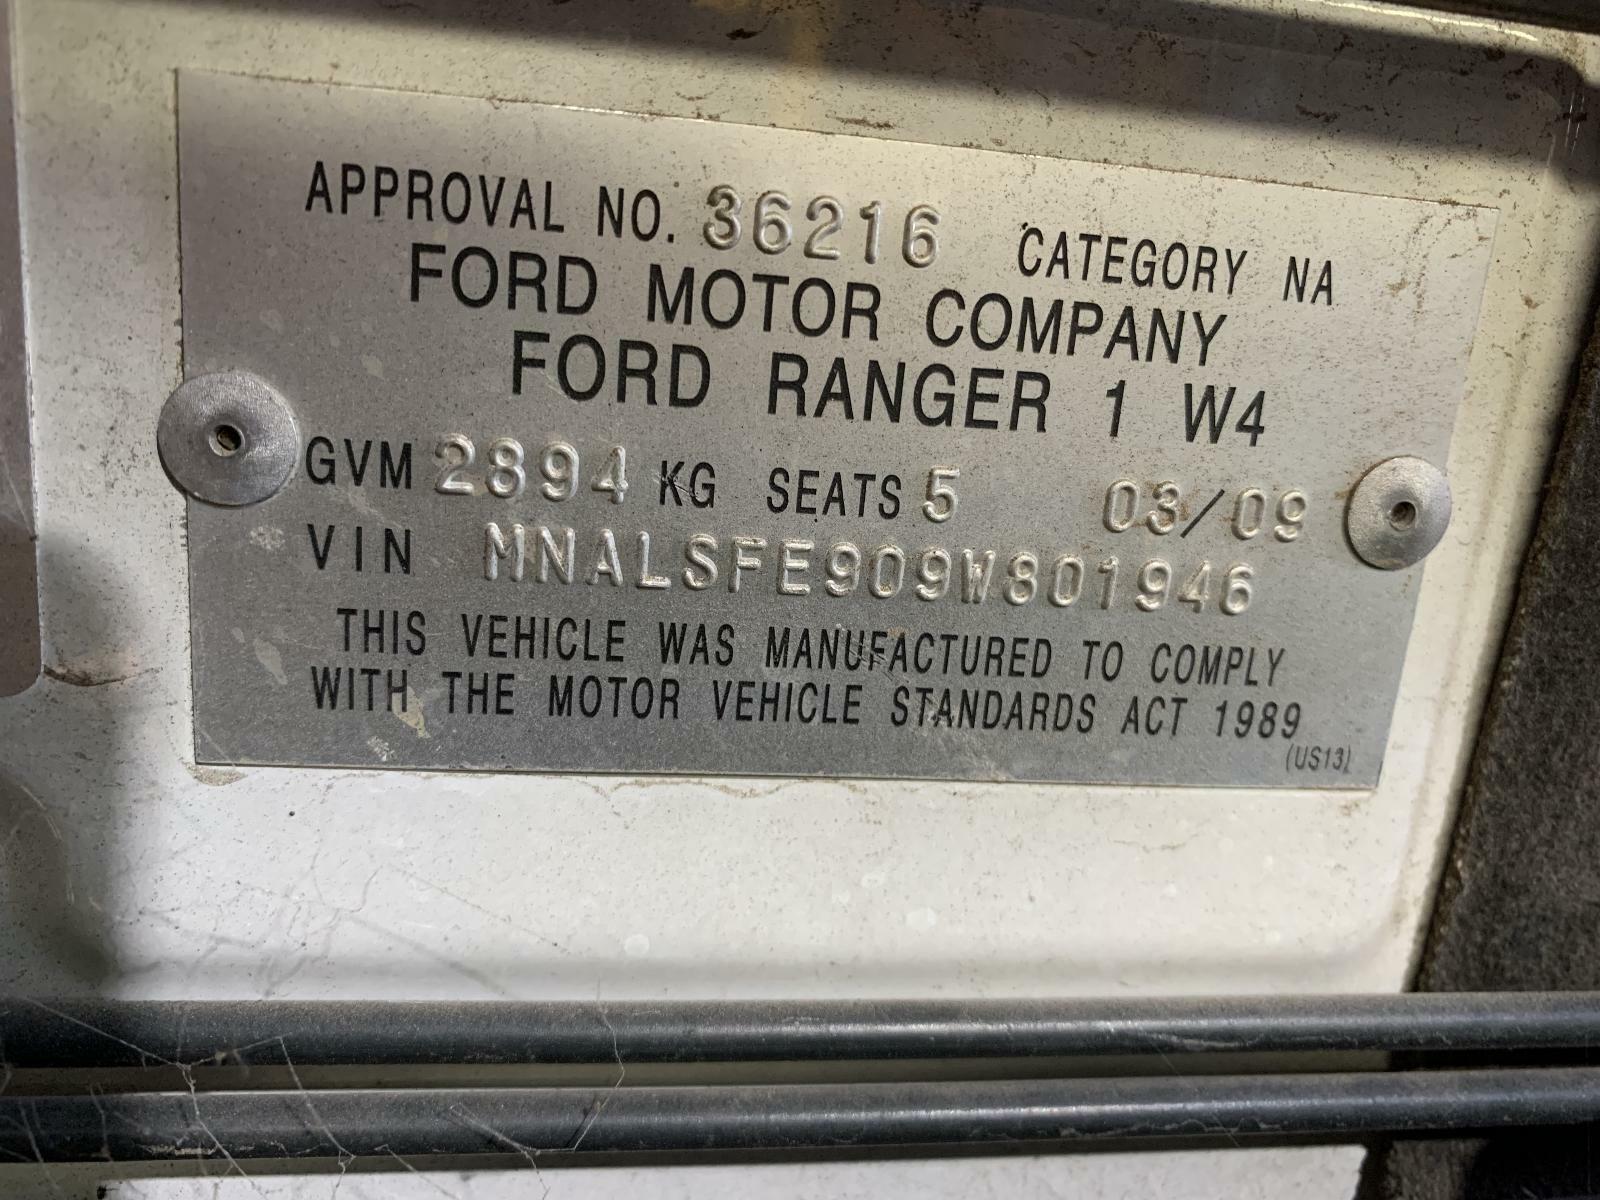 APPROVAL NO. 36216 CATEGORY NA
FORD MOTOR COMPANY
FORD RANGER 1 W4
GVM 2894 KG SEATS 5 03/09
VIN MNALSFE909W801946
THIS VEHICLE WAS MANUFACTURED TO COMPLY
WITH THE MOTOR VEHICLE STANDARDS ACT 1989
(US13)